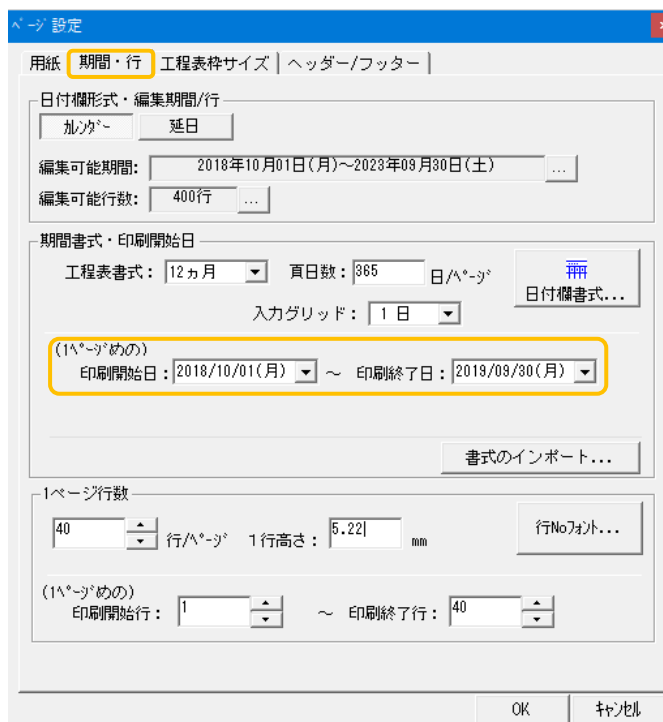 ﾍﾟｰｼﾞ 設定
用紙 期間・行 工程表枠サイズ ヘッダー/フッター
日付欄形式・編集期間/行
ｶﾚﾝﾀﾞｰ 延日
編集可能期間: 2018年10月01日(月)～2023年09月30日(土) ...
編集可能行数: 400行 ...
期間書式・印刷開始日
工程表書式： 12ヵ月 頁日数： 365 日/ﾍﾟｰｼﾞ
日付欄書式...
入力グリッド： 1 日
(1ﾍﾟｰｼﾞめの)
印刷開始日： 2018/10/01(月) ～ 印刷終了日： 2019/09/30(月)
書式のインポート...
1ページ行数
40 行/ﾍﾟｰｼﾞ 1行高さ： 5.22 mm 行Noﾌｫﾝﾄ...
(1ﾍﾟｰｼﾞめの)
印刷開始行： 1 ～ 印刷終了行： 40
OK ｷｬﾝｾﾙ